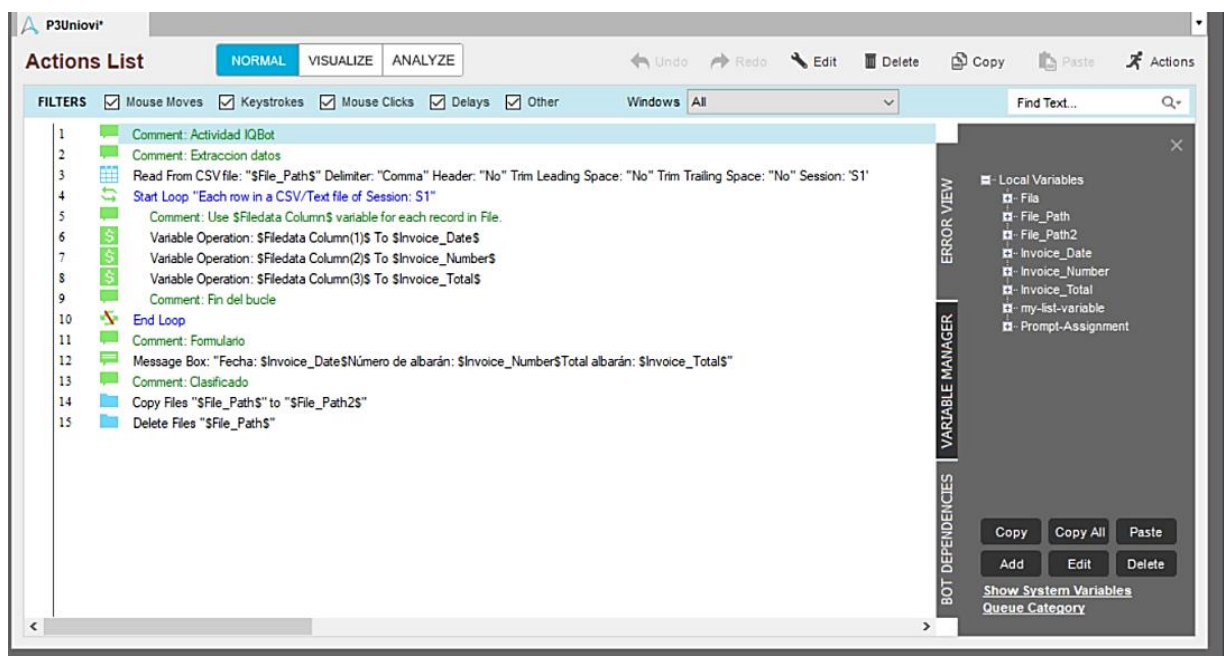 P3Uniovi*
Actions List NORMAL VISUALIZE ANALYZE Undo Redo Edit Delete Copy Paste Actions
FILTERS Mouse Moves Keystrokes Mouse Clicks Delays Other Windows All Find Text...
1 Comment: Actividad IQBot
2 Comment: Extraccion datos
3 Read From CSV file: "$File_Path$" Delimiter: "Comma" Header: "No" Trim Leading Space: "No" Trim Trailing Space: "No" Session: 'S1'
4 Start Loop "Each row in a CSV/Text file of Session: S1"
5 Comment: Use $Filedata Column$ variable for each record in File.
6 Variable Operation: $Filedata Column(1)$ To $Invoice_Date$
7 Variable Operation: $Filedata Column(2)$ To $Invoice_Number$
8 Variable Operation: $Filedata Column(3)$ To $Invoice_Total$
9 Comment: Fin del bucle
10 End Loop
11 Comment: Formulario
12 Message Box: "Fecha: $Invoice_Date$Número de albarán: $Invoice_Number$Total albarán: $Invoice_Total$"
13 Comment: Clasificado
14 Copy Files "$File_Path$" to "$File_Path2$"
15 Delete Files "$File_Path$"
ERROR VIEW
VARIABLE MANAGER
BOT DEPENDENCIES
Local Variables
Fila
File_Path
File_Path2
Invoice_Date
Invoice_Number
Invoice_Total
my-list-variable
Prompt-Assignment
Copy Copy All Paste
Add Edit Delete
Show System Variables
Queue Category